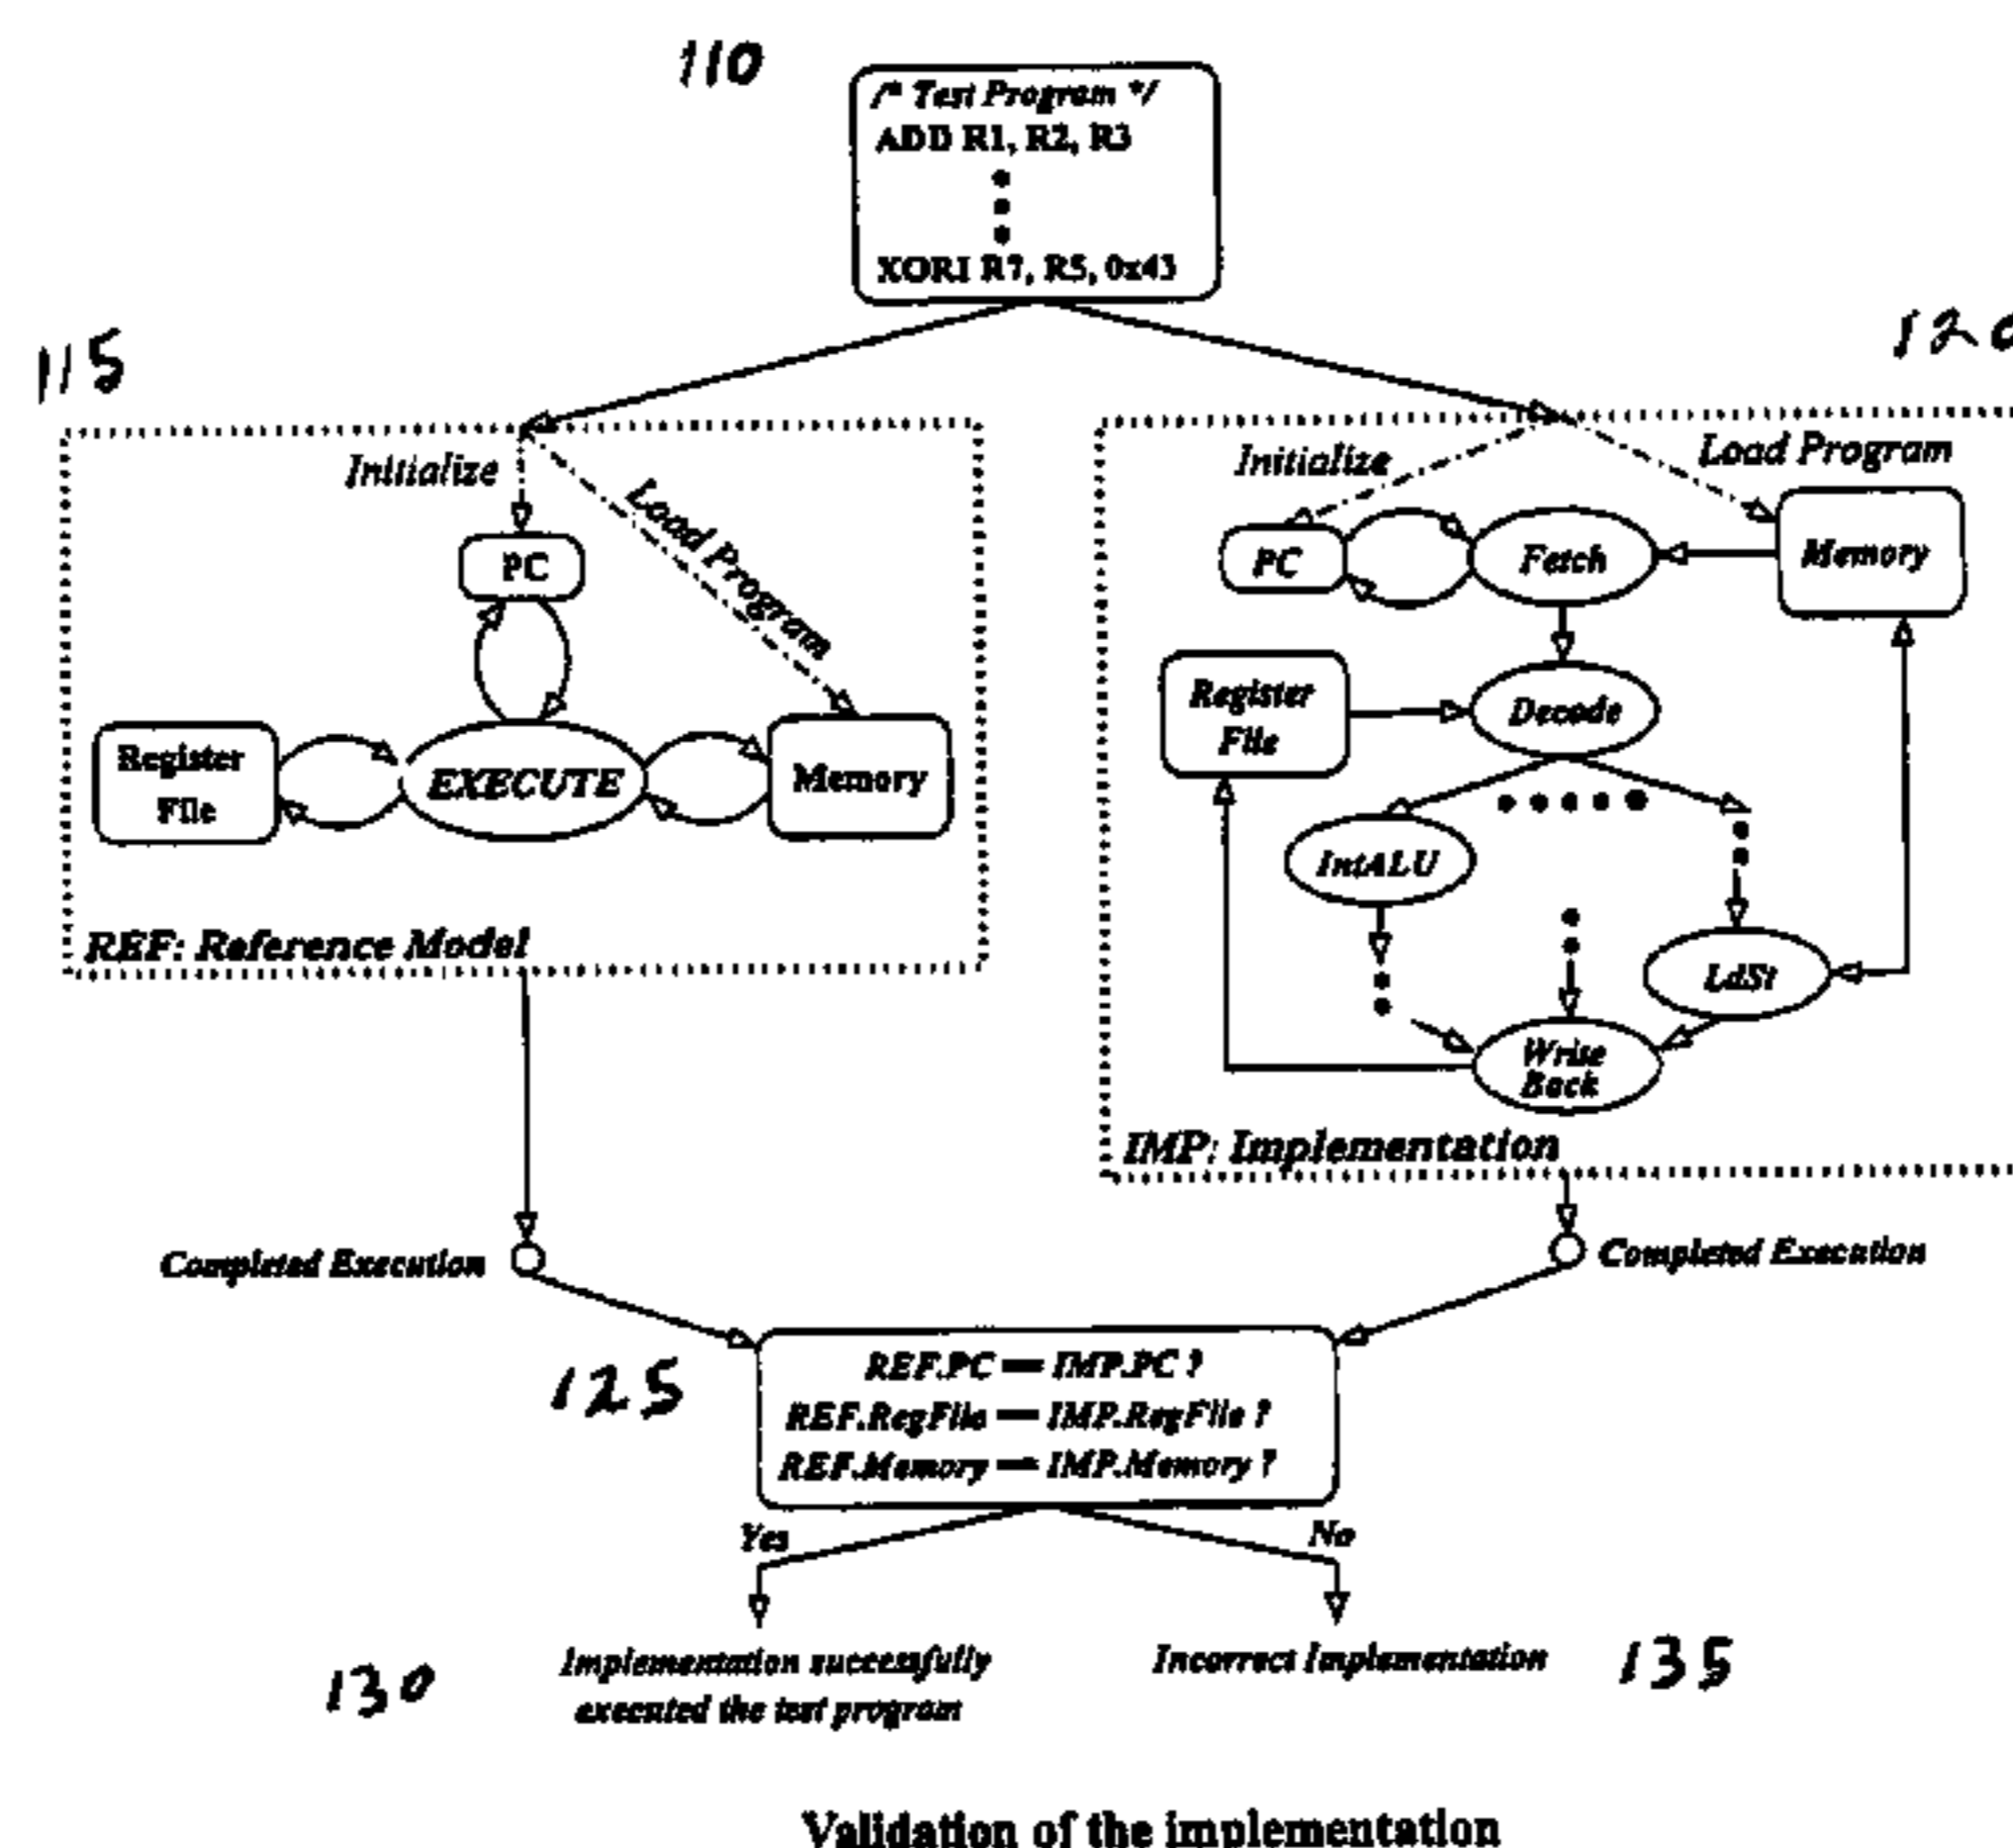 110
/* Test Program */
ADD R1, R2, R3
XORI R7, R5, 0x43
115
120
Initialize
Load Program
PC
Register
File
EXECUTE
Memory
REF: Reference Model
Initialize
Load Program
PC
Fetch
Memory
Register
File
Decode
IntALU
LdSt
Write
Back
IMP: Implementation
Completed Execution
Completed Execution
125
REF.PC == IMP.PC ?
REF.RegFile == IMP.RegFile ?
REF.Memory == IMP.Memory ?
Yes
No
130
Implementation successfully
executed the test program
Incorrect Implementation
135
Validation of the implementation